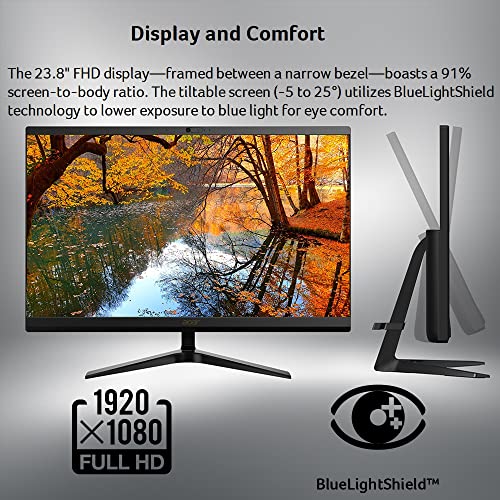 Display and Comfort
The 23.8" FHD display—framed between a narrow bezel—boasts a 91%
screen-to-body ratio. The tiltable screen (-5 to 25°) utilizes BlueLightShield
technology to lower exposure to blue light for eye comfort.
acer
1920
×1080
FULL HD
BlueLightShield™